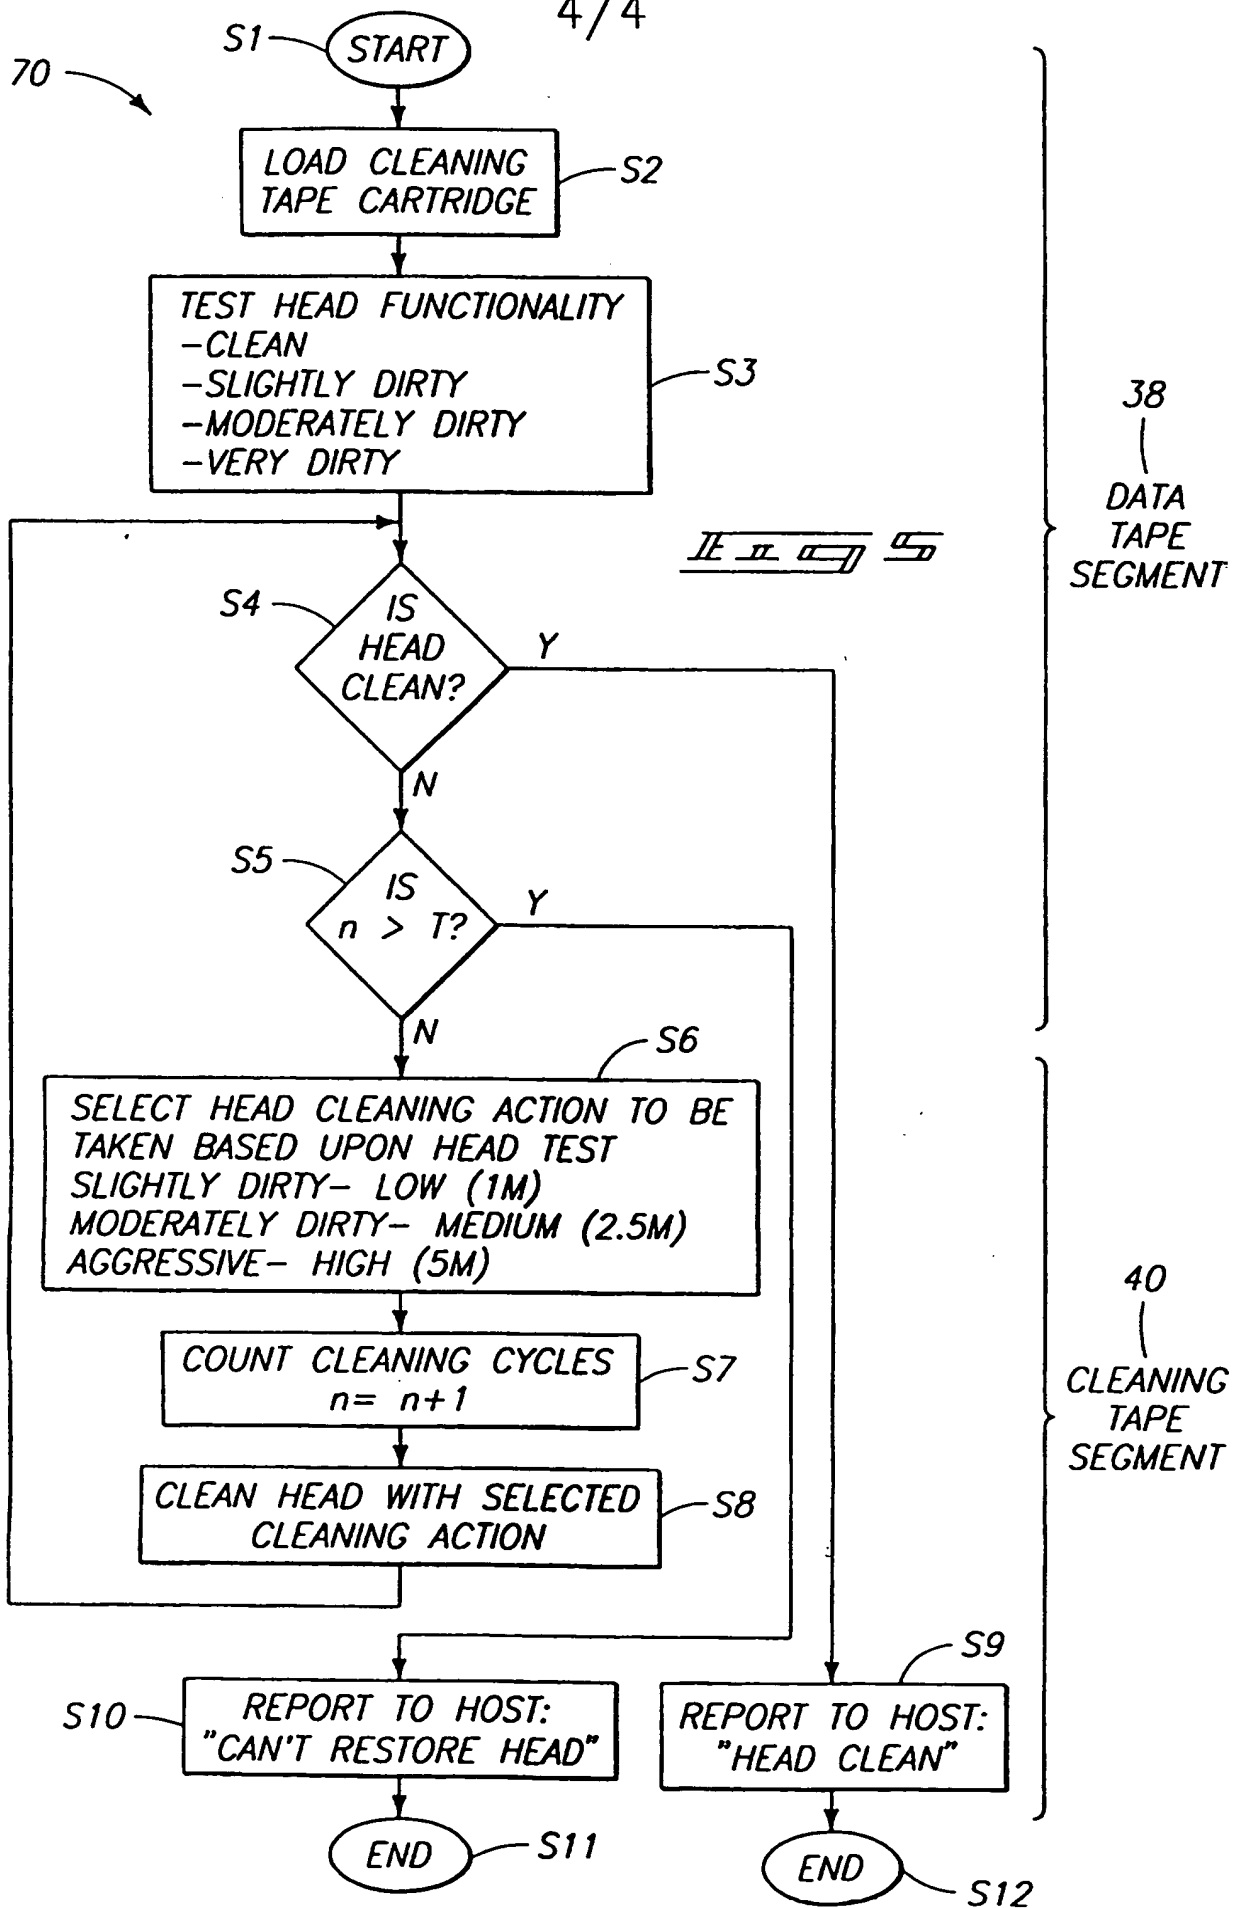 4/4
70
S1
START
LOAD CLEANING
TAPE CARTRIDGE
S2
TEST HEAD FUNCTIONALITY
-CLEAN
-SLIGHTLY DIRTY
-MODERATELY DIRTY
-VERY DIRTY
S3
38
DATA
TAPE
SEGMENT
FIG 5
S4
IS
HEAD
CLEAN?
Y
N
S5
IS
n > T?
Y
N
S6
SELECT HEAD CLEANING ACTION TO BE
TAKEN BASED UPON HEAD TEST
SLIGHTLY DIRTY- LOW (1M)
MODERATELY DIRTY- MEDIUM (2.5M)
AGGRESSIVE- HIGH (5M)
COUNT CLEANING CYCLES
n= n+1
S7
CLEAN HEAD WITH SELECTED
CLEANING ACTION
S8
40
CLEANING
TAPE
SEGMENT
S10
REPORT TO HOST:
"CAN'T RESTORE HEAD"
S9
REPORT TO HOST:
"HEAD CLEAN"
END
S11
END
S12